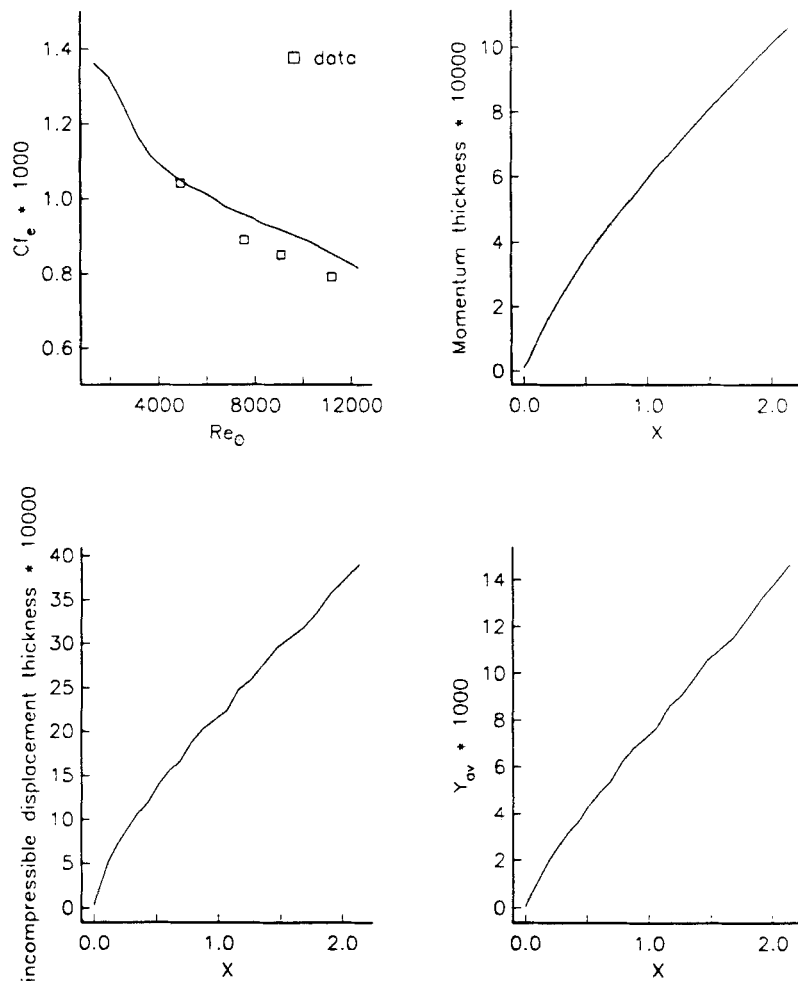 Cf_e * 1000
1.4
1.2
1.0
0.8
0.6
datc
4000 8000 12000
Re_Θ
Momentum thickness * 10000
10
8
6
4
2
0
0.0 1.0 2.0
X
incompressible displacement thickness * 10000
40
35
30
25
20
15
10
5
0
0.0 1.0 2.0
X
Y_av * 1000
14
12
10
8
6
4
2
0
0.0 1.0 2.0
X